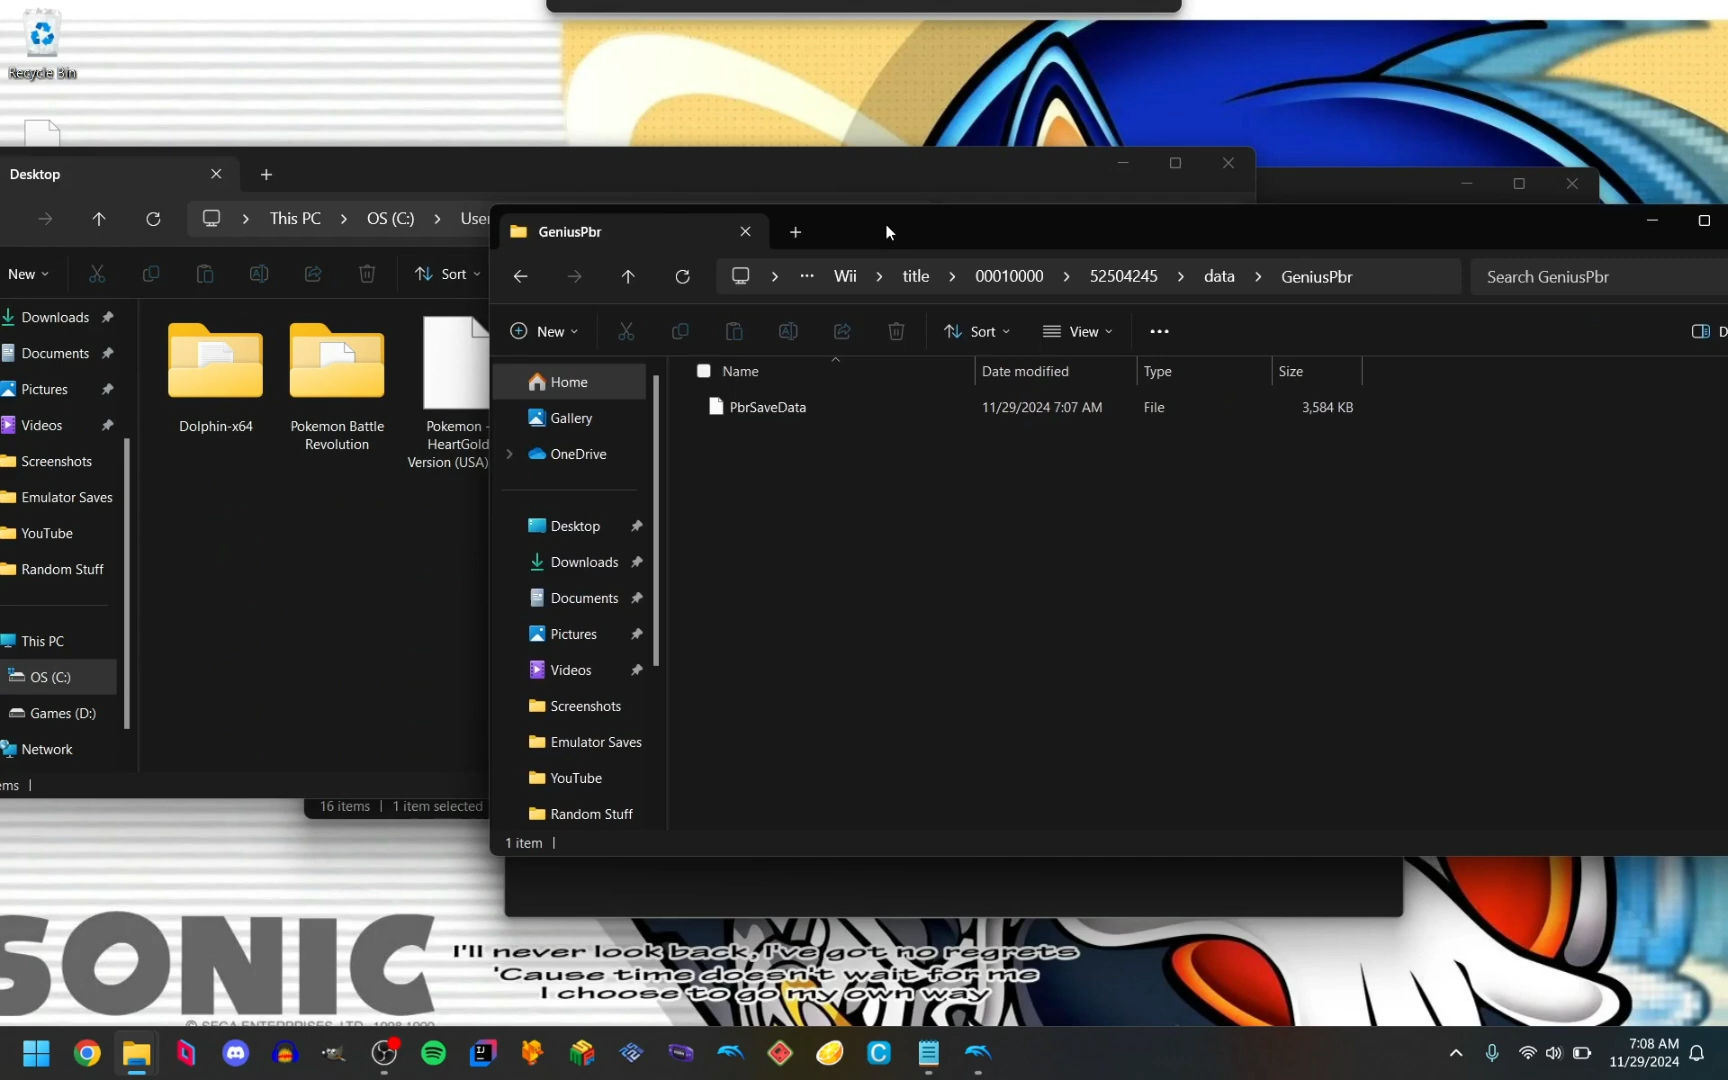 Recycle Bin
Desktop
This PC
OS (C:)
New
Sort
Downloads
Documents
Pictures
Videos
Screenshots
Emulator Saves
YouTube
Random Stuff
This PC
OS (C:)
Games (D:)
Network
Dolphin-x64
Pokemon Battle
Revolution
Pokemon -
HeartGold
Version (USA)
16 items
1 item selected
GeniusPbr
Wii
title
00010000
52504245
data
GeniusPbr
Search GeniusPbr
New
Sort
View
Home
Gallery
OneDrive
Desktop
Downloads
Documents
Pictures
Videos
Screenshots
Emulator Saves
YouTube
Random Stuff
Name
Date modified
Type
Size
PbrSaveData
11/29/2024 7:07 AM
File
3,584 KB
1 item
SONIC
I'll never look back, I've got no regrets
'Cause time doesn't wait for me
I choose to go my own way
7:08 AM
11/29/2024